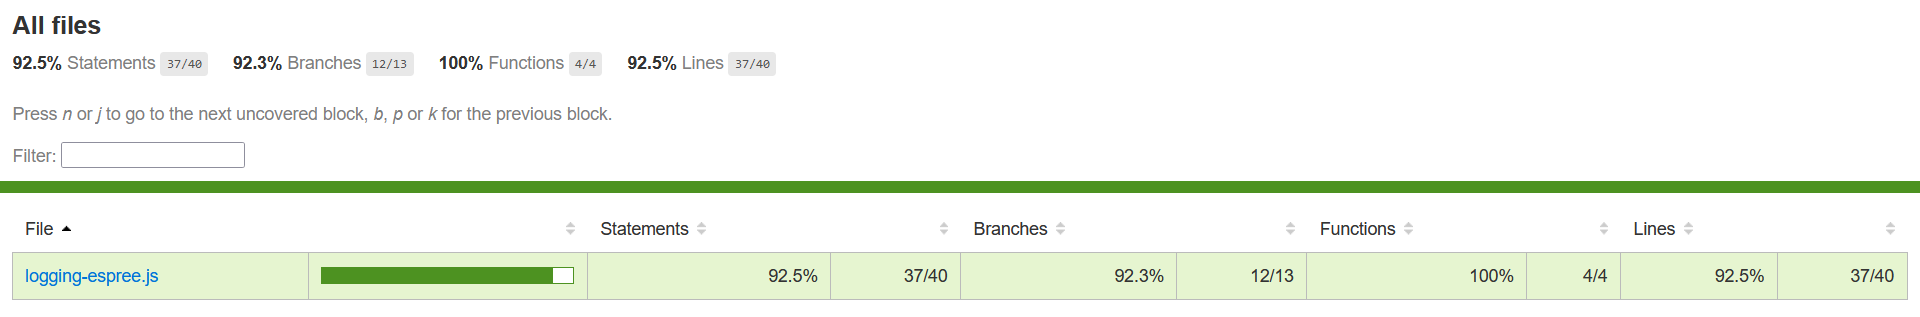 All files
92.5% Statements 37/40 92.3% Branches 12/13 100% Functions 4/4 92.5% Lines 37/40
Press n or j to go to the next uncovered block, b, p or k for the previous block.
Filter:
File Statements Branches Functions Lines
logging-espree.js 92.5% 37/40 92.3% 12/13 100% 4/4 92.5% 37/40